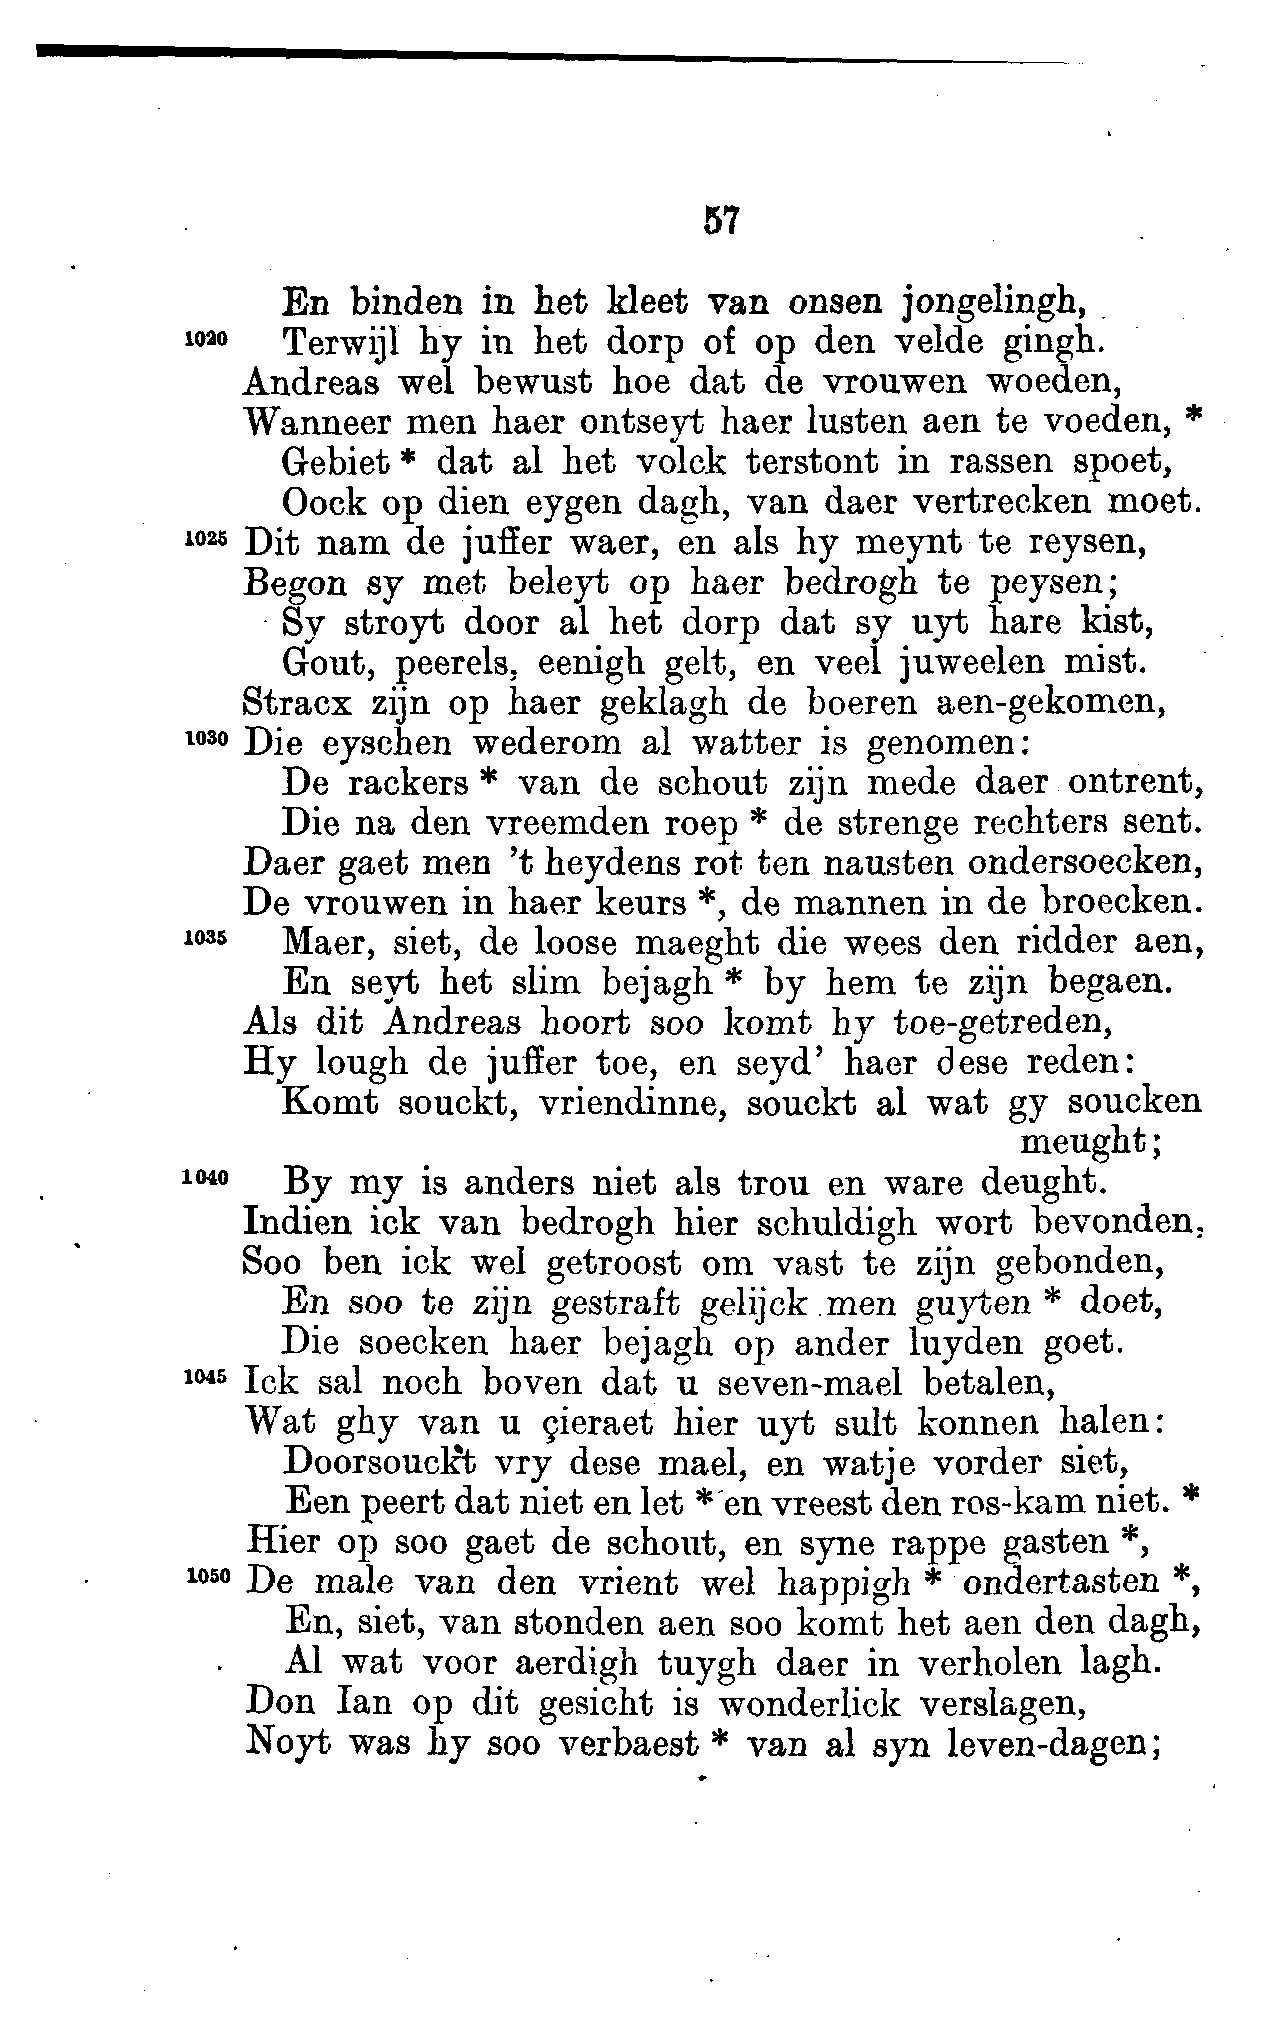 57
En binden in het kleet van onsen jongelingh,
1020 Terwijl hy in het dorp of op den velde gingh.
Andreas wel bewust hoe dat de vrouwen woeden,
Wanneer men haer ontseyt haer lusten aen te voeden, *
Gebiet * dat al het volck terstont in rassen spoet,
Oock op dien eygen dagh, van daer vertrecken moet.
1025 Dit nam de juffer waer, en als hy meynt te reysen,
Begon sy met beleyt op haer bedrogh te peysen;
Sy stroyt door al het dorp dat sy uyt hare kist,
Gout, peerels, eenigh gelt, en veel juweelen mist.
Stracx zijn op haer geklagh de boeren aen-gekomen,
1030 Die eyschen wederom al watter is genomen:
De rackers * van de schout zijn mede daer ontrent,
Die na den vreemden roep * de strenge rechters sent.
Daer gaet men 't heydens rot ten nausten ondersoecken,
De vrouwen in haer keurs *, de mannen in de broecken.
1035 Maer, siet, de loose maeght die wees den ridder aen,
En seyt het slim bejagh * by hem te zijn begaen.
Als dit Andreas hoort soo komt hy toe-getreden,
Hy lough de juffer toe, en seyd' haer dese reden:
Komt souckt, vriendinne, souckt al wat gy soucken
meught;
1040 By my is anders niet als trou en ware deught.
Indien ick van bedrogh hier schuldigh wort bevonden,
Soo ben ick wel getroost om vast te zijn gebonden,
En soo te zijn gestraft gelijck men guyten * doet,
Die soecken haer bejagh op ander luyden goet.
1045 Ick sal noch boven dat u seven-mael betalen,
Wat ghy van u çieraet hier uyt sult konnen halen:
Doorsouckt vry dese mael, en watje vorder siet,
Een peert dat niet en let * en vreest den ros-kam niet. *
Hier op soo gaet de schout, en syne rappe gasten *,
1050 De male van den vrient wel happigh * ondertasten *,
En, siet, van stonden aen soo komt het aen den dagh,
Al wat voor aerdigh tuygh daer in verholen lagh.
Don Ian op dit gesicht is wonderlick verslagen,
Noyt was hy soo verbaest * van al syn leven-dagen;